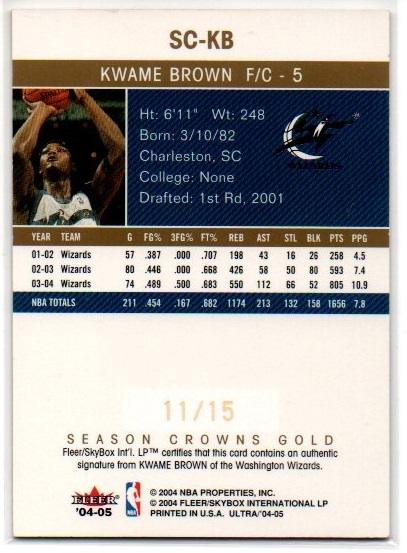 SC-KB
KWAME BROWN F/C - 5
Ht: 6'11" Wt: 248
Born: 3/10/82
Charleston, SC
College: None
Drafted: 1st Rd, 2001
YEAR TEAM G FG% 3FG% FT% REB AST STL BLK PTS PPG
01-02 Wizards 57 .387 .000 .707 198 43 16 26 258 4.5
02-03 Wizards 80 .446 .000 .668 426 58 50 80 593 7.4
03-04 Wizards 74 .489 .500 .683 550 112 66 52 805 10.9
NBA TOTALS 211 .454 .167 .682 1174 213 132 158 1656 7.8
11/15
SEASON CROWNS GOLD
Fleer/SkyBox Int'l. LP™ certifies that this card contains an authentic
signature from KWAME BROWN of the Washington Wizards.
FLEER
'04-05
© 2004 NBA PROPERTIES, INC.
© 2004 FLEER/SKYBOX INTERNATIONAL LP
PRINTED IN U.S.A. ULTRA/'04-05